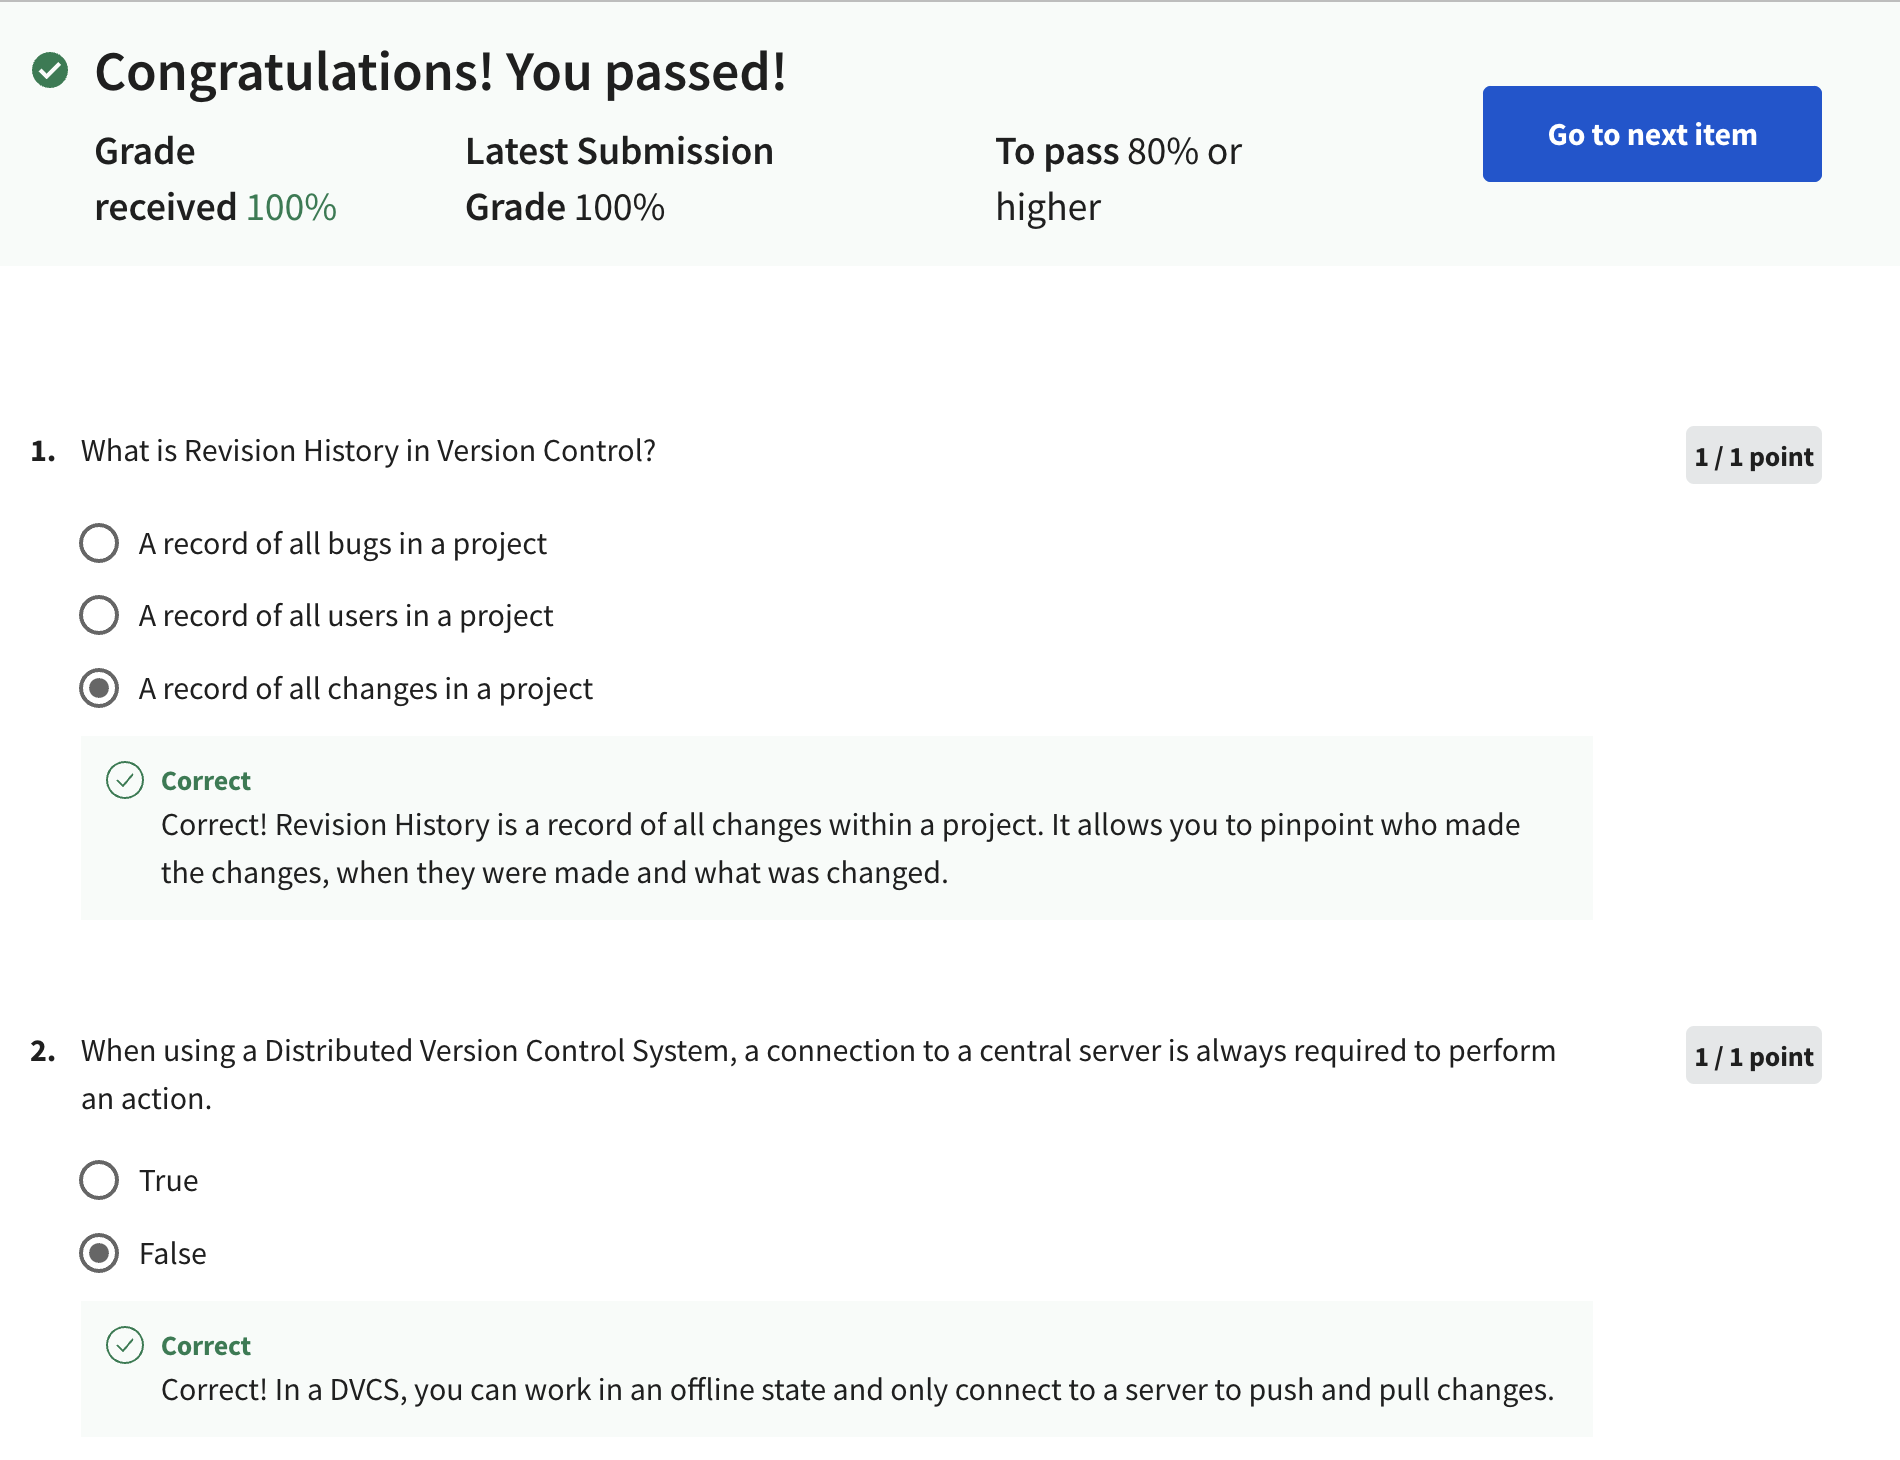 Congratulations! You passed!
Grade received 100%
Latest Submission Grade 100%
To pass 80% or higher
Go to next item
1. What is Revision History in Version Control?
1 / 1 point
A record of all bugs in a project
A record of all users in a project
A record of all changes in a project
Correct
Correct! Revision History is a record of all changes within a project. It allows you to pinpoint who made
the changes, when they were made and what was changed.
2. When using a Distributed Version Control System, a connection to a central server is always required to perform
an action.
1 / 1 point
True
False
Correct
Correct! In a DVCS, you can work in an offline state and only connect to a server to push and pull changes.